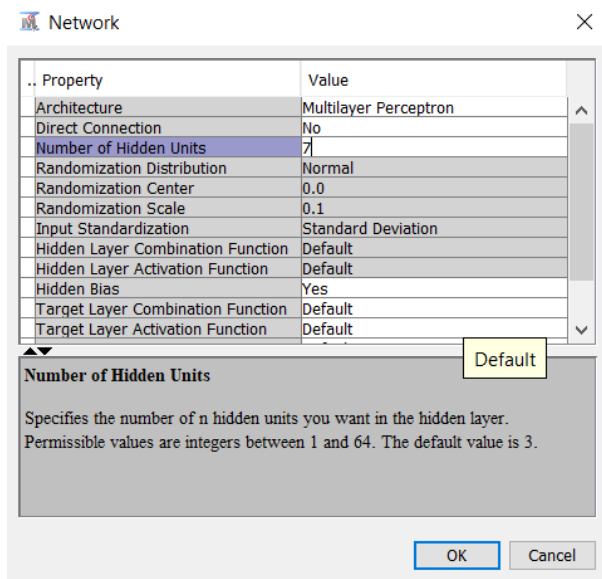 Network
.. Property Value
Architecture Multilayer Perceptron
Direct Connection No
Number of Hidden Units 7
Randomization Distribution Normal
Randomization Center 0.0
Randomization Scale 0.1
Input Standardization Standard Deviation
Hidden Layer Combination Function Default
Hidden Layer Activation Function Default
Hidden Bias Yes
Target Layer Combination Function Default
Target Layer Activation Function Default
Default
Number of Hidden Units
Specifies the number of n hidden units you want in the hidden layer.
Permissible values are integers between 1 and 64. The default value is 3.
OK Cancel